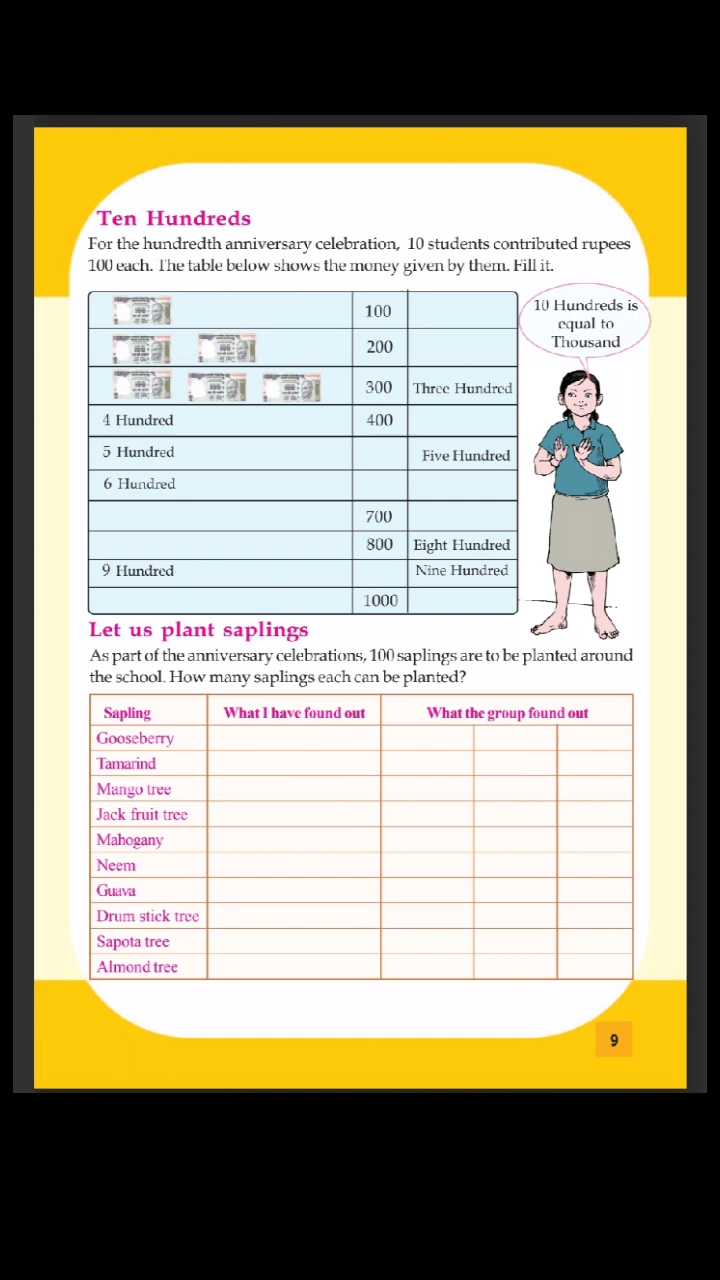 Ten Hundreds
For the hundredth anniversary celebration, 10 students contributed rupees
100 each. The table below shows the money given by them. Fill it.
10 Hundreds is
equal to
Thousand
100
200
300 Three Hundred
4 Hundred 400
5 Hundred Five Hundred
6 Hundred
700
800 Eight Hundred
9 Hundred Nine Hundred
1000
Let us plant saplings
As part of the anniversary celebrations, 100 saplings are to be planted around
the school. How many saplings each can be planted?
Sapling What I have found out What the group found out
Gooseberry
Tamarind
Mango tree
Jack fruit tree
Mahogany
Neem
Guava
Drum stick tree
Sapota tree
Almond tree
9